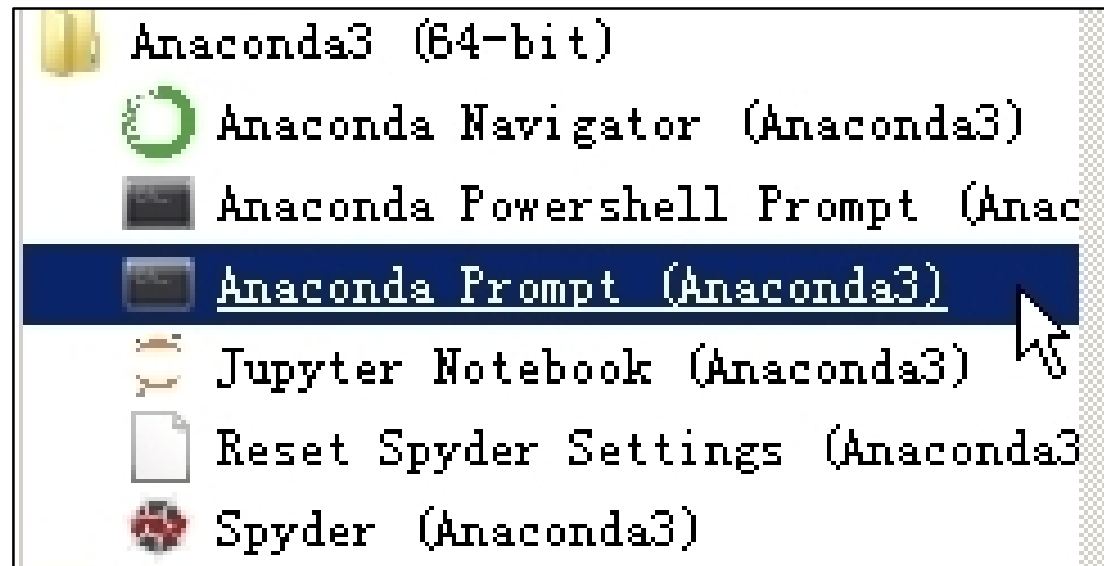 Anaconda3 (64-bit)
Anaconda Navigator (Anaconda3)
Anaconda Powershell Prompt (Anac
Anaconda Prompt (Anaconda3)
Jupyter Notebook (Anaconda3)
Reset Spyder Settings (Anaconda3
Spyder (Anaconda3)